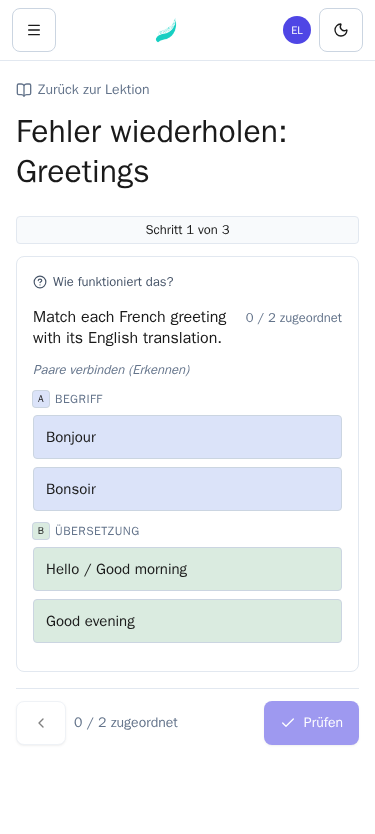 EL
Zurück zur Lektion
Fehler wiederholen:
Greetings
Schritt 1 von 3
Wie funktioniert das?
Match each French greeting
with its English translation.
0 / 2 zugeordnet
Paare verbinden (Erkennen)
A BEGRIFF
Bonjour
Bonsoir
B ÜBERSETZUNG
Hello / Good morning
Good evening
0 / 2 zugeordnet
Prüfen